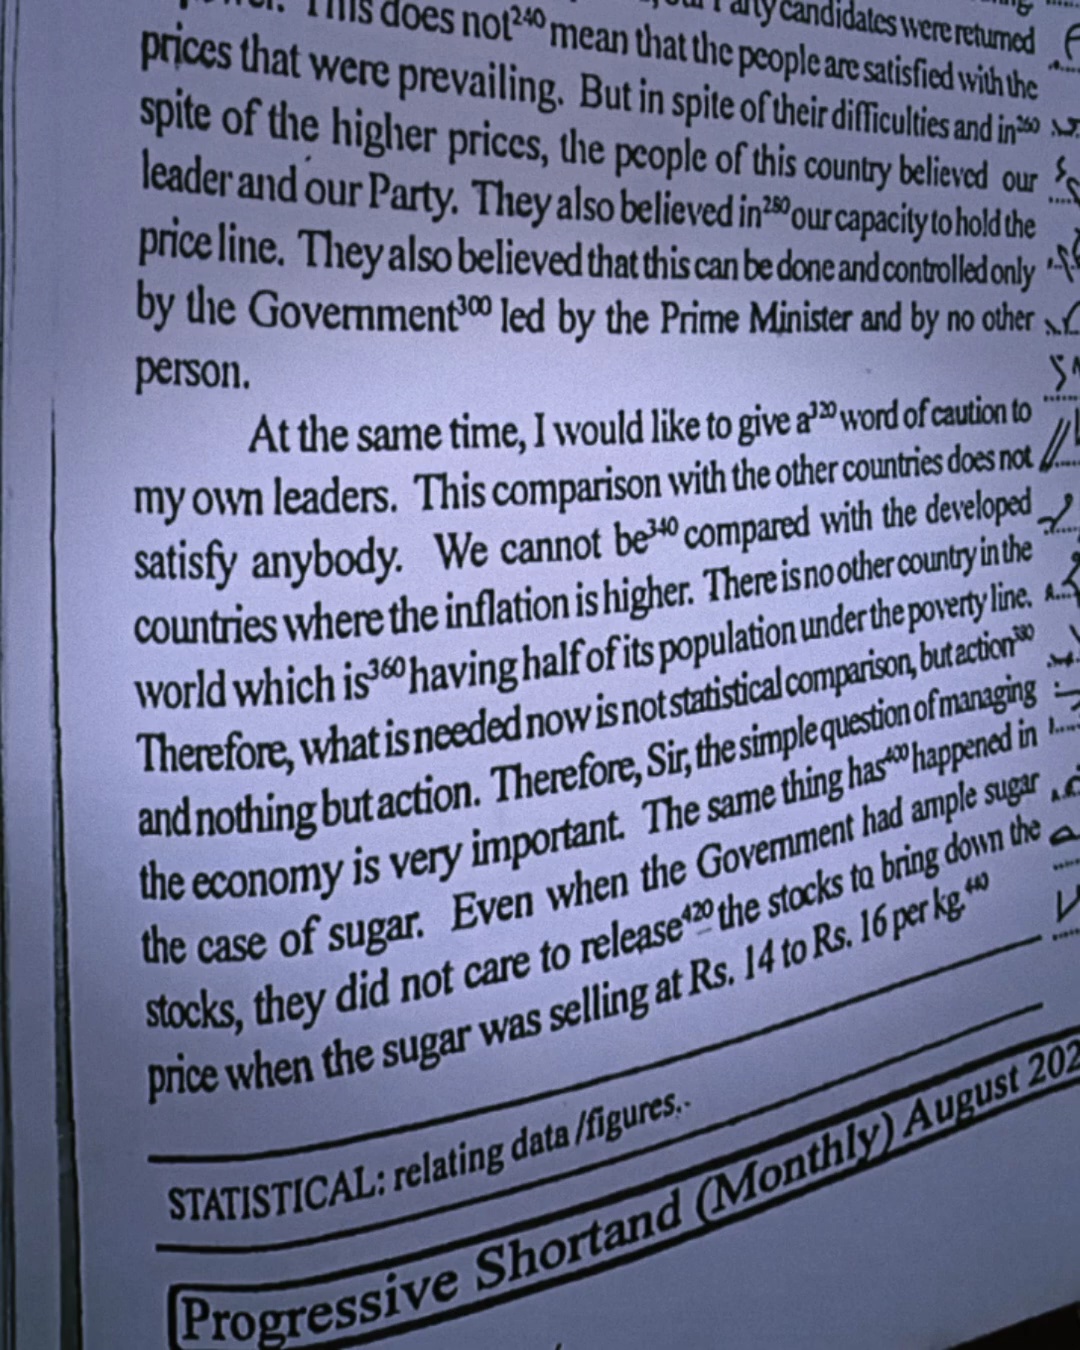 This does not²⁴⁰ mean that the people are satisfied with the
Party candidates were returned
prices that were prevailing. But in spite of their difficulties and in²⁶⁰
spite of the higher prices, the people of this country believed our
leader and our Party. They also believed in²⁸⁰ our capacity to hold the
price line. They also believed that this can be done and controlled only
by the Government³⁰⁰ led by the Prime Minister and by no other
person.
At the same time, I would like to give a³²⁰ word of caution to
my own leaders. This comparison with the other countries does not
satisfy anybody. We cannot be³⁴⁰ compared with the developed
countries where the inflation is higher. There is no other country in the
world which is³⁶⁰ having half of its population under the poverty line.
Therefore, what is needed now is not statistical comparison, but action³⁸⁰
and nothing but action. Therefore, Sir, the simple question of managing
the economy is very important. The same thing has⁴⁰⁰ happened in
the case of sugar. Even when the Government had ample sugar
stocks, they did not care to release⁴²⁰ the stocks to bring down the
price when the sugar was selling at Rs. 14 to Rs. 16 per kg.⁴⁴⁰
STATISTICAL: relating data /figures.
Progressive Shortand (Monthly) August 202